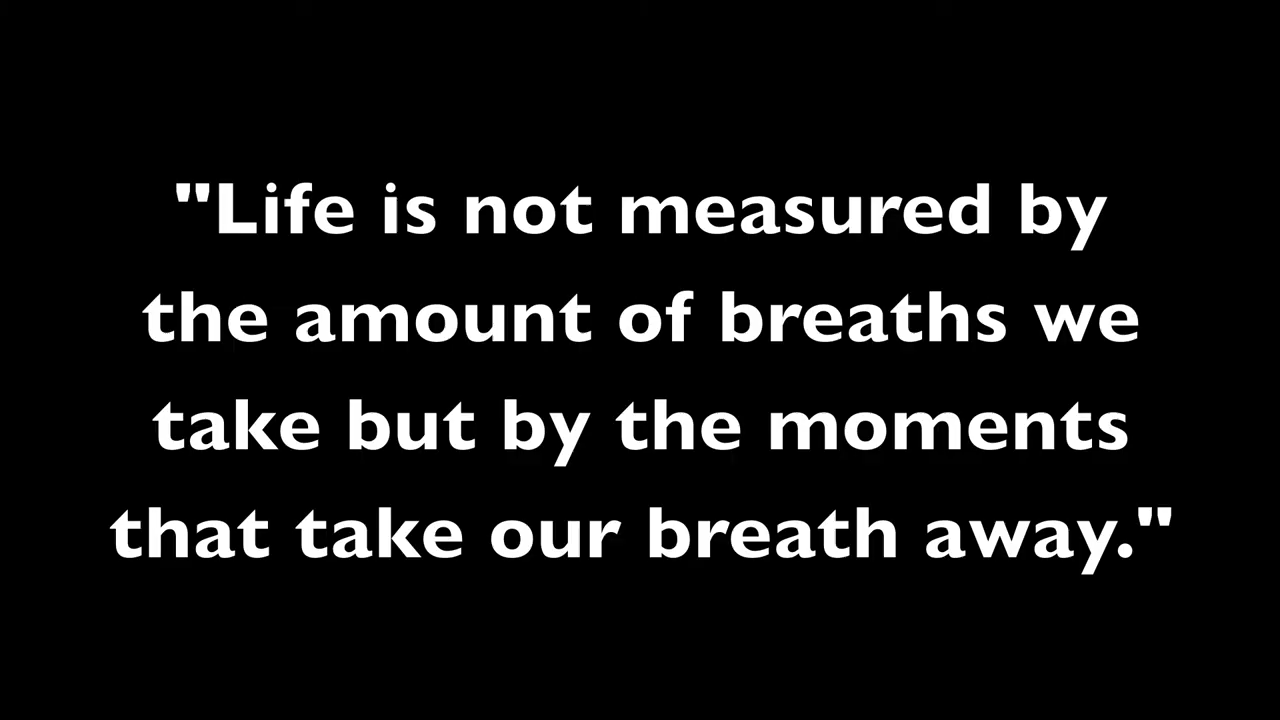 "Life is not measured by
the amount of breaths we
take but by the moments
that take our breath away."